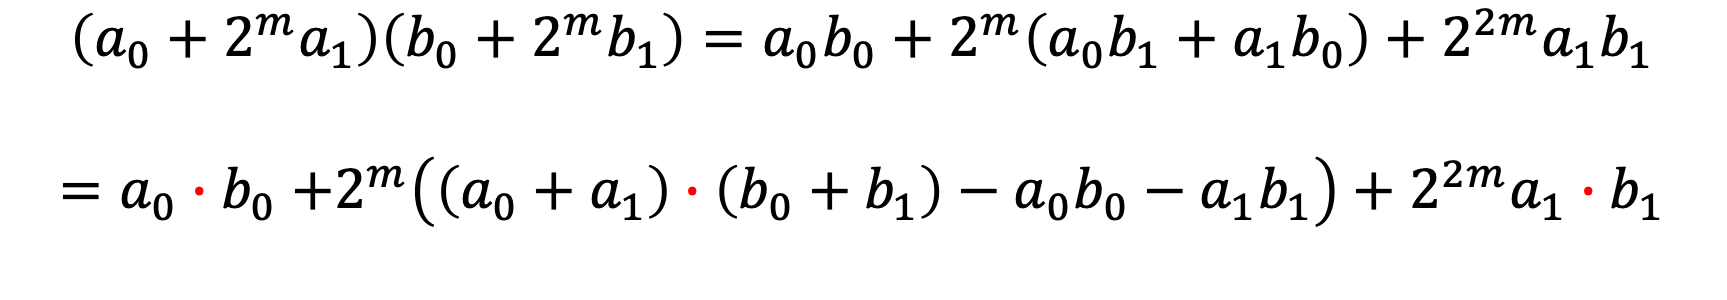 (a₀ + 2ᵐa₁)(b₀ + 2ᵐb₁) = a₀b₀ + 2ᵐ(a₀b₁ + a₁b₀) + 2²ᵐa₁b₁
= a₀ · b₀ +2ᵐ((a₀ + a₁) · (b₀ + b₁) − a₀b₀ − a₁b₁) + 2²ᵐa₁ · b₁